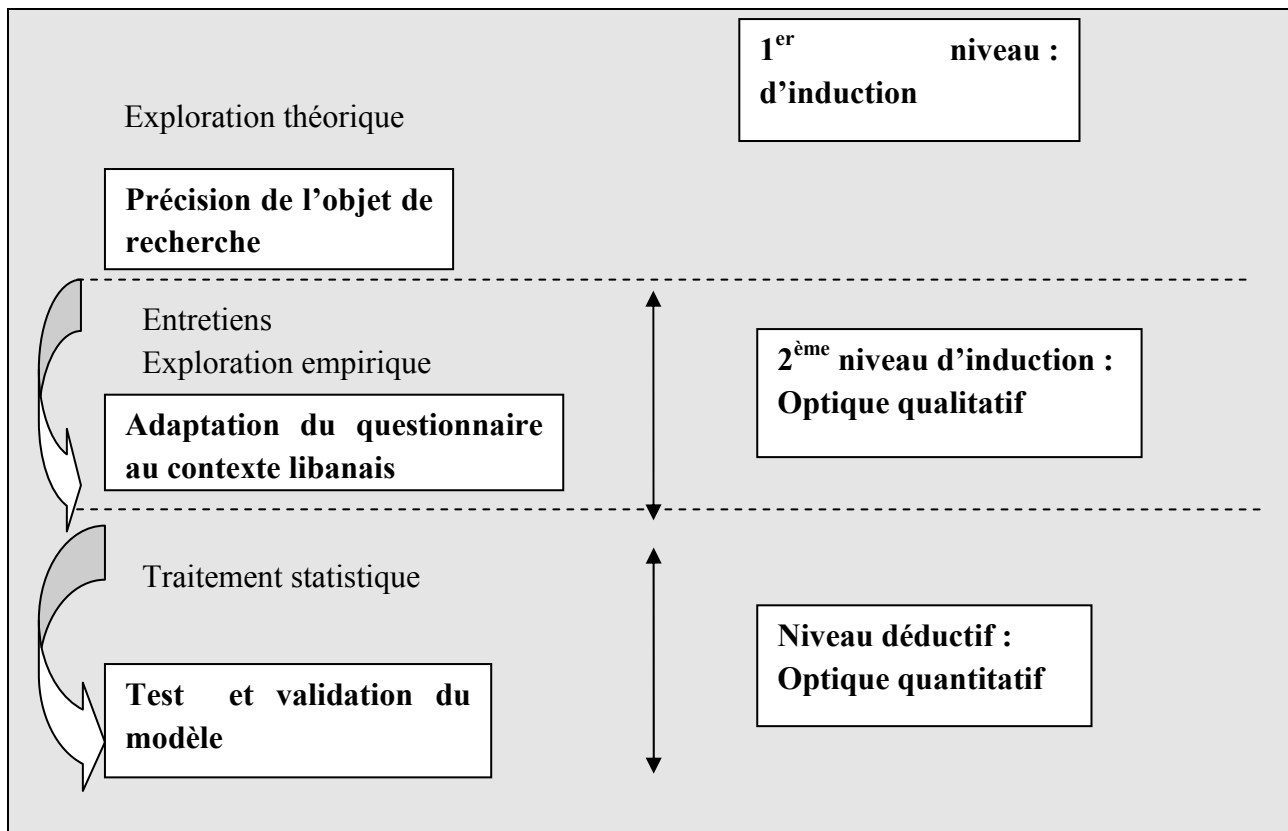 1er niveau :
d’induction
Exploration théorique
Précision de l’objet de
recherche
Entretiens
Exploration empirique
Adaptation du questionnaire
au contexte libanais
2ème niveau d’induction :
Optique qualitatif
Traitement statistique
Test et validation du
modèle
Niveau déductif :
Optique quantitatif